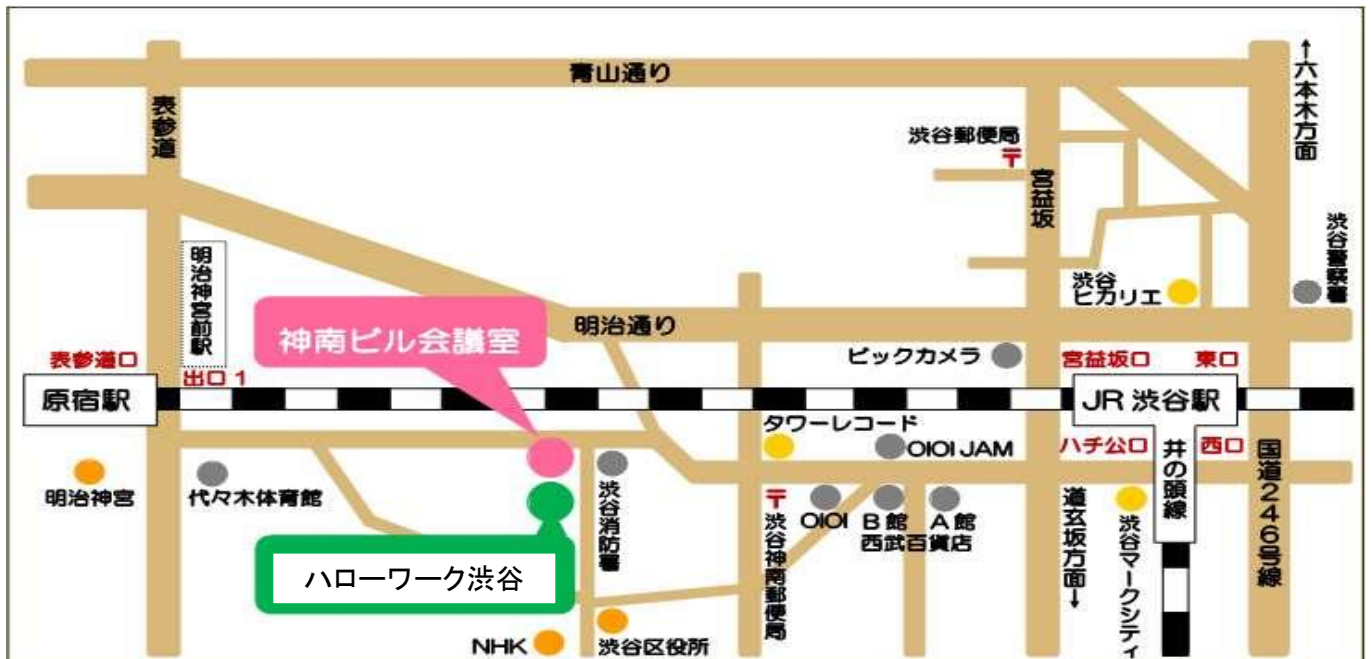 青山通り
↑六本木方面
表参道
渋谷郵便局
〒
宮益坂
渋谷警察署
明治神宮前駅
渋谷
ヒカリエ
神南ビル会議室
明治通り
表参道口
出口 1
ビックカメラ
宮益坂口
東口
原宿駅
JR 渋谷駅
タワーレコード
OIOI JAM
ハチ公口
井の頭線
西口
国道246号線
明治神宮
代々木体育館
渋谷消防署
〒
渋谷神南郵便局
OIOI
B館
A館
西武百貨店
道玄坂方面→
渋谷マークシティ
ハローワーク渋谷
NHK
渋谷区役所